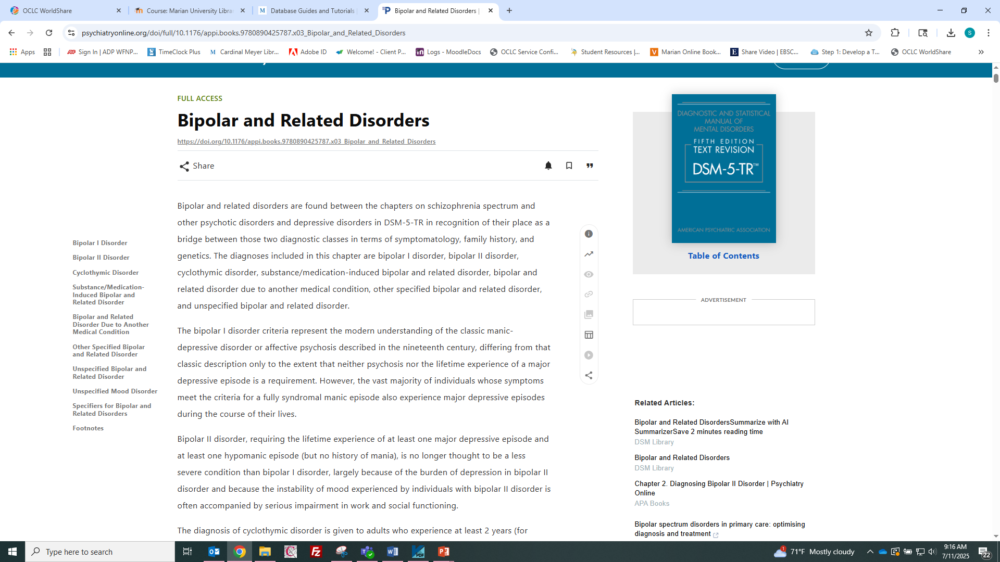 OCLC WorldShare
Course: Marian University Libra
Database Guides and Tutorials
Bipolar and Related Disorders |
psychiatryonline.org/doi/full/10.1176/appi.books.9780890425787.x03_Bipolar_and_Related_Disorders
S
Apps
Sign In | ADP WFNP...
TimeClock Plus
Cardinal Meyer Libr...
Adobe ID
Welcome! - Client P...
Logs - MoodleDocs
OCLC Service Confi...
Student Resources |...
Marian Online Book...
Share Video | EBSC...
Step 1: Develop a T...
OCLC WorldShare
FULL ACCESS
Bipolar and Related Disorders
https://doi.org/10.1176/appi.books.9780890425787.x03_Bipolar_and_Related_Disorders
Share
Bipolar and related disorders are found between the chapters on schizophrenia spectrum and
other psychotic disorders and depressive disorders in DSM-5-TR in recognition of their place as a
bridge between those two diagnostic classes in terms of symptomatology, family history, and
genetics. The diagnoses included in this chapter are bipolar I disorder, bipolar II disorder,
cyclothymic disorder, substance/medication-induced bipolar and related disorder, bipolar and
related disorder due to another medical condition, other specified bipolar and related disorder,
and unspecified bipolar and related disorder.
The bipolar I disorder criteria represent the modern understanding of the classic manic-
depressive disorder or affective psychosis described in the nineteenth century, differing from that
classic description only to the extent that neither psychosis nor the lifetime experience of a major
depressive episode is a requirement. However, the vast majority of individuals whose symptoms
meet the criteria for a fully syndromal manic episode also experience major depressive episodes
during the course of their lives.
Bipolar II disorder, requiring the lifetime experience of at least one major depressive episode and
at least one hypomanic episode (but no history of mania), is no longer thought to be a less
severe condition than bipolar I disorder, largely because of the burden of depression in bipolar II
disorder and because the instability of mood experienced by individuals with bipolar II disorder is
often accompanied by serious impairment in work and social functioning.
The diagnosis of cyclothymic disorder is given to adults who experience at least 2 years (for
Bipolar I Disorder
Bipolar II Disorder
Cyclothymic Disorder
Substance/Medication-
Induced Bipolar and
Related Disorder
Bipolar and Related
Disorder Due to Another
Medical Condition
Other Specified Bipolar
and Related Disorder
Unspecified Bipolar and
Related Disorder
Unspecified Mood Disorder
Specifiers for Bipolar and
Related Disorders
Footnotes
DIAGNOSTIC AND STATISTICAL
MANUAL OF
MENTAL DISORDERS
FIFTH EDITION
TEXT REVISION
DSM-5-TR™
AMERICAN PSYCHIATRIC ASSOCIATION
Table of Contents
ADVERTISEMENT
Related Articles:
Bipolar and Related DisordersSummarize with AI
SummarizerSave 2 minutes reading time
DSM Library
Bipolar and Related Disorders
DSM Library
Chapter 2. Diagnosing Bipolar II Disorder | Psychiatry
Online
APA Books
Bipolar spectrum disorders in primary care: optimising
diagnosis and treatment
Type here to search
71°F Mostly cloudy
9:16 AM
7/11/2025
22